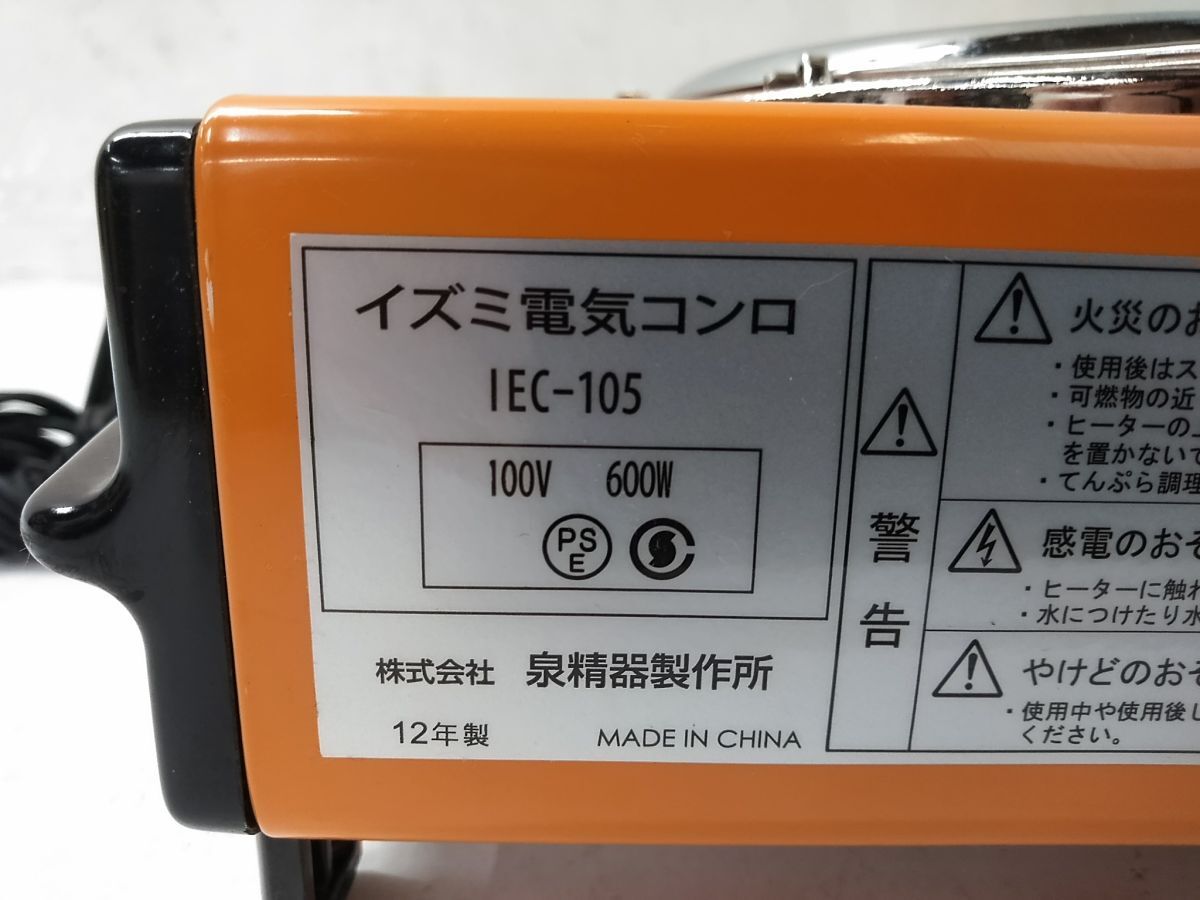 イズミ電気コンロ
IEC-105
100V 600W
PS
E
株式会社 泉精器製作所
12年製 MADE IN CHINA
警
告
火災のお
・使用後はス
・可燃物の近
・ヒーターの
を置かないで
・てんぷら調理
感電のおそ
・ヒーターに触れ
・水につけたり水
やけどのおそ
・使用中や使用後し
ください。